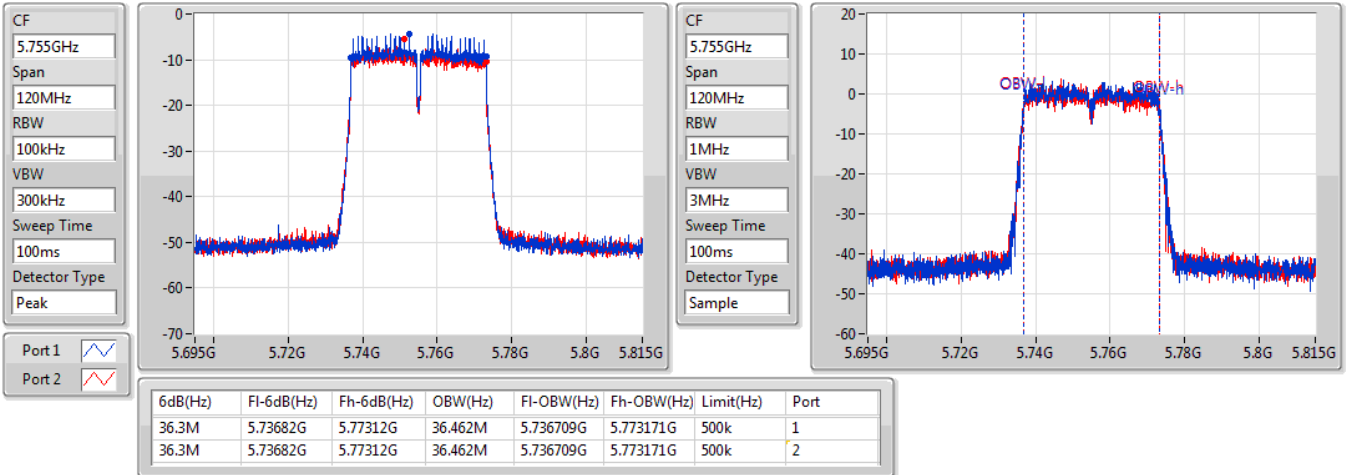 CF
5.755GHz
Span
120MHz
RBW
100kHz
VBW
300kHz
Sweep Time
100ms
Detector Type
Peak
Port 1
Port 2
0
-10
-20
-30
-40
-50
-60
-70
5.695G 5.72G 5.74G 5.76G 5.78G 5.8G 5.815G
CF
5.755GHz
Span
120MHz
RBW
1MHz
VBW
3MHz
Sweep Time
100ms
Detector Type
Sample
20
10
0
-10
-20
-30
-40
-50
-60
OBW-h
5.695G 5.72G 5.74G 5.76G 5.78G 5.8G 5.815G
6dB(Hz) Fl-6dB(Hz) Fh-6dB(Hz) OBW(Hz) Fl-OBW(Hz) Fh-OBW(Hz) Limit(Hz) Port
36.3M 5.73682G 5.77312G 36.462M 5.736709G 5.773171G 500k 1
36.3M 5.73682G 5.77312G 36.462M 5.736709G 5.773171G 500k 2